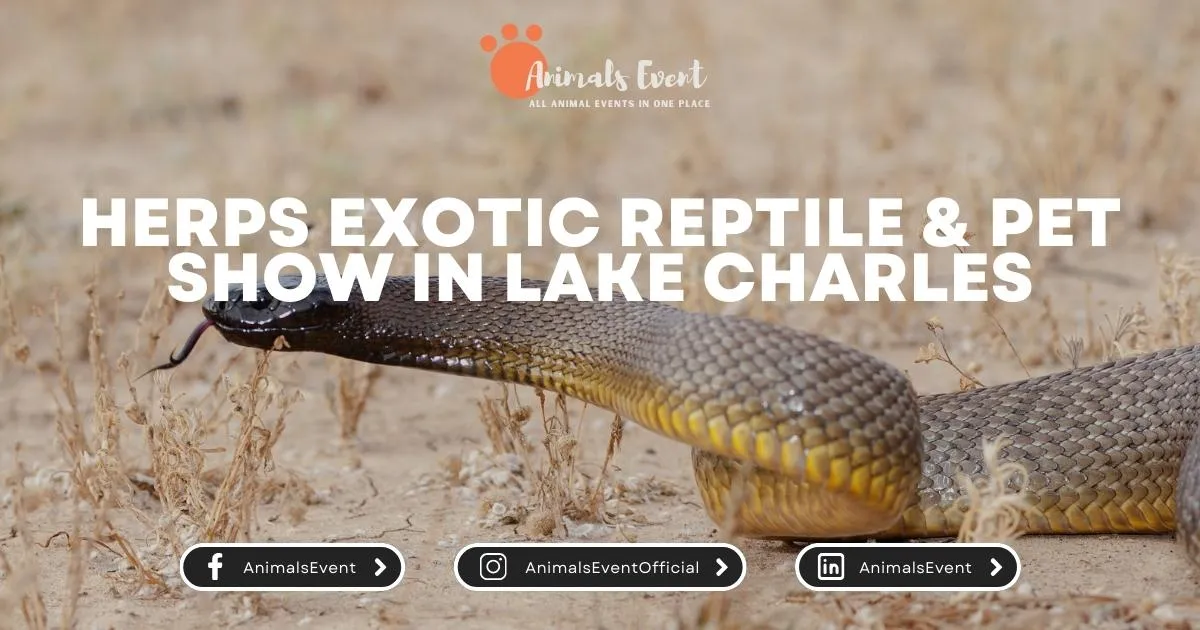 Animals Event
ALL ANIMAL EVENTS IN ONE PLACE
HERPS EXOTIC REPTILE & PET
SHOW IN LAKE CHARLES
AnimalsEvent
AnimalsEventOfficial
AnimalsEvent